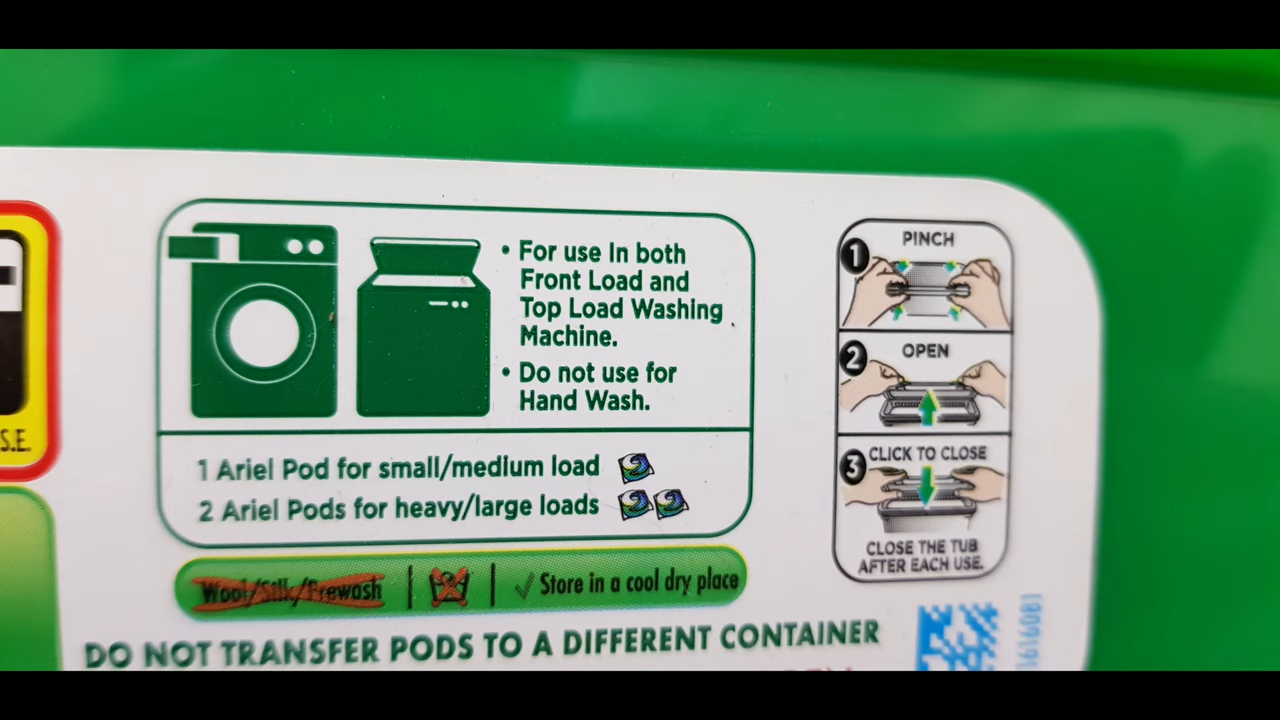 S.E.
• For use In both
Front Load and
Top Load Washing
Machine.
• Do not use for
Hand Wash.
1 Ariel Pod for small/medium load
2 Ariel Pods for heavy/large loads
Wool/Silk/Prewash
✓ Store in a cool dry place
DO NOT TRANSFER PODS TO A DIFFERENT CONTAINER
1 PINCH
2 OPEN
3 CLICK TO CLOSE
CLOSE THE TUB
AFTER EACH USE.